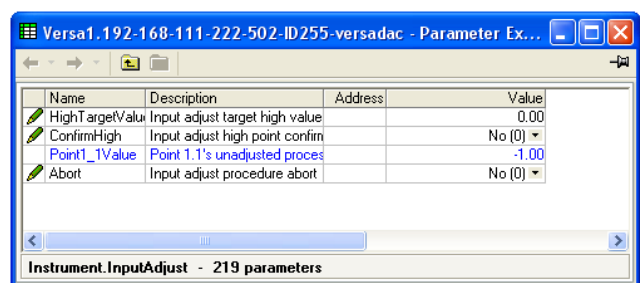 Versa1.192-168-111-222-502-ID255-versadac - Parameter Ex...
Name Description Address Value
HighTargetValu Input adjust target high value 0.00
ConfirmHigh Input adjust high point confirn No (0)
Point1_1Value Point 1.1's unadjusted proces -1.00
Abort Input adjust procedure abort No (0)
Instrument.InputAdjust - 219 parameters